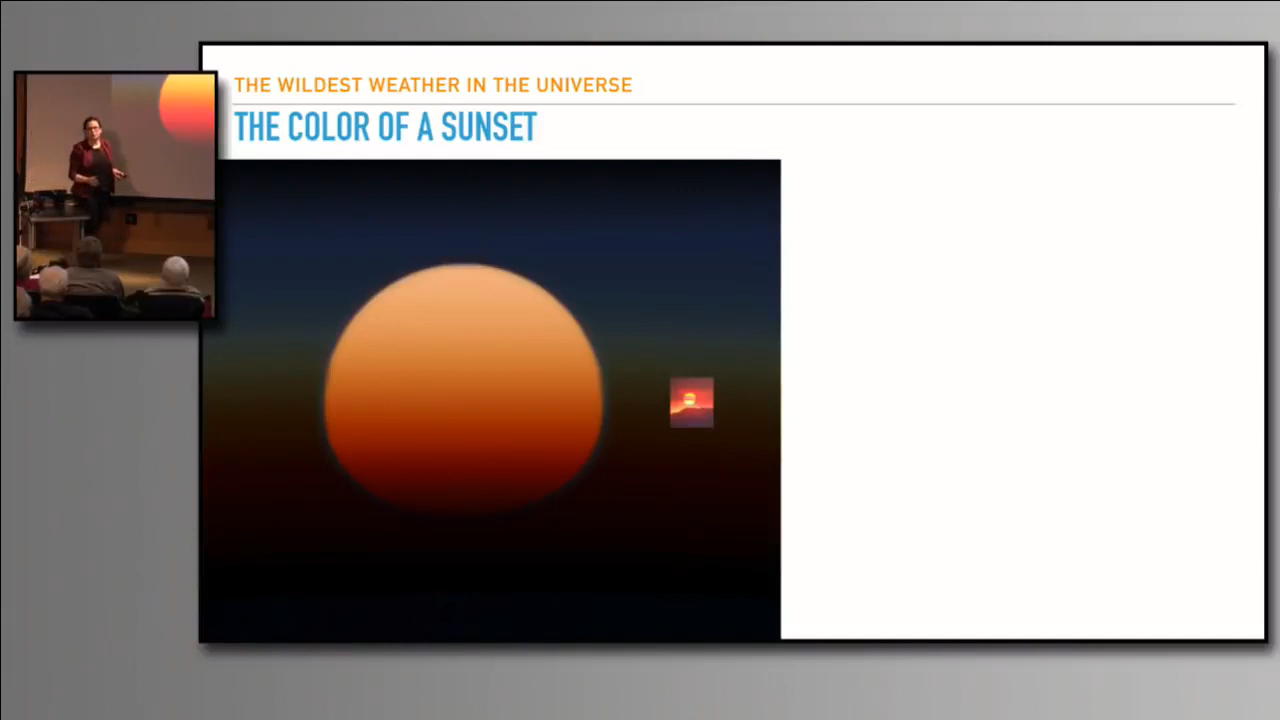 THE WILDEST WEATHER IN THE UNIVERSE
THE COLOR OF A SUNSET